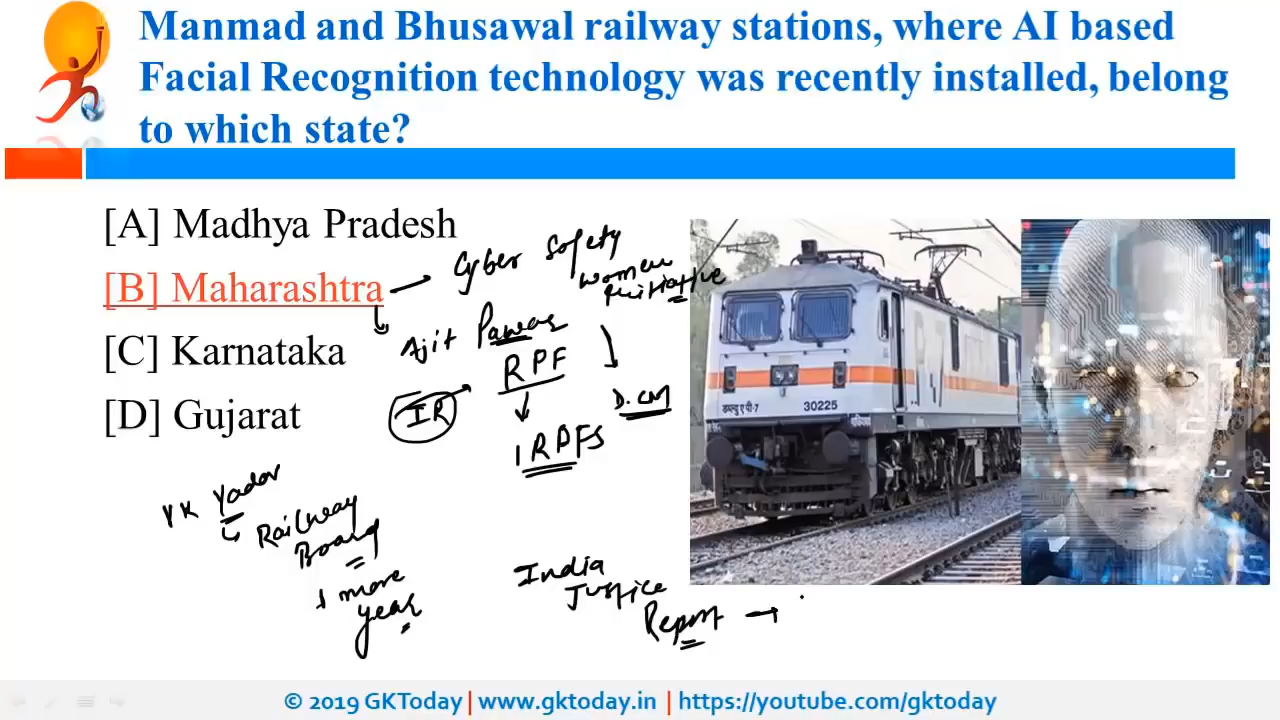 Manmad and Bhusawal railway stations, where AI based
Facial Recognition technology was recently installed, belong
to which state?
[A] Madhya Pradesh
[B] Maharashtra
Cyber Safety
women
Ajit Pawar
[C] Karnataka
RPF
D.CM
[D] Gujarat
IR
IRPFS
VK Yadav
Railway
Board
1 more
year
India
Justice
Report
30225
© 2019 GKToday | www.gktoday.in | https://youtube.com/gktoday